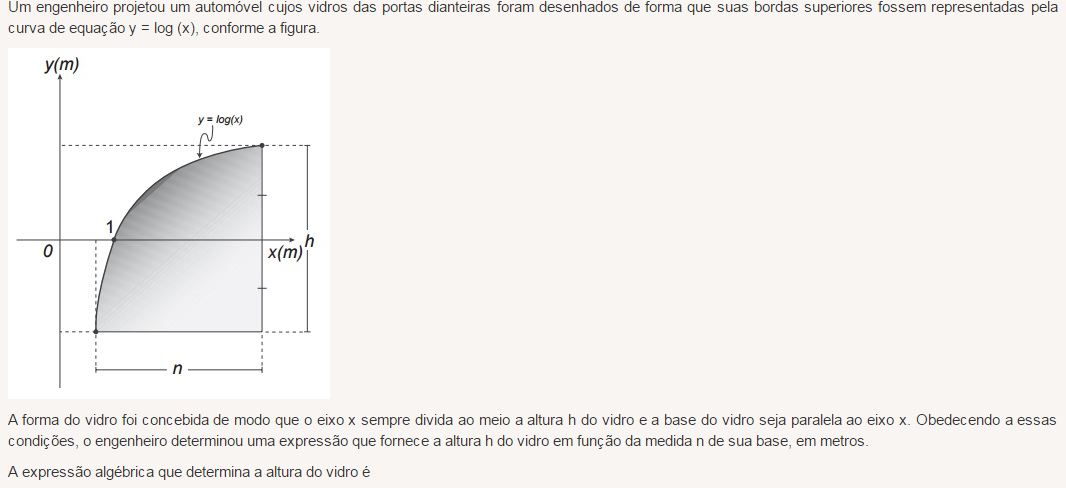 Um engenheiro projetou um automóvel cujos vidros das portas dianteiras foram desenhados de forma que suas bordas superiores fossem representadas pela
curva de equação y = log (x), conforme a figura.
y(m)
y = log(x)
1
h
0
x(m)
n
A forma do vidro foi concebida de modo que o eixo x sempre divida ao meio a altura h do vidro e a base do vidro seja paralela ao eixo x. Obedecendo a essas
condições, o engenheiro determinou uma expressão que fornece a altura h do vidro em função da medida n de sua base, em metros.
A expressão algébrica que determina a altura do vidro é